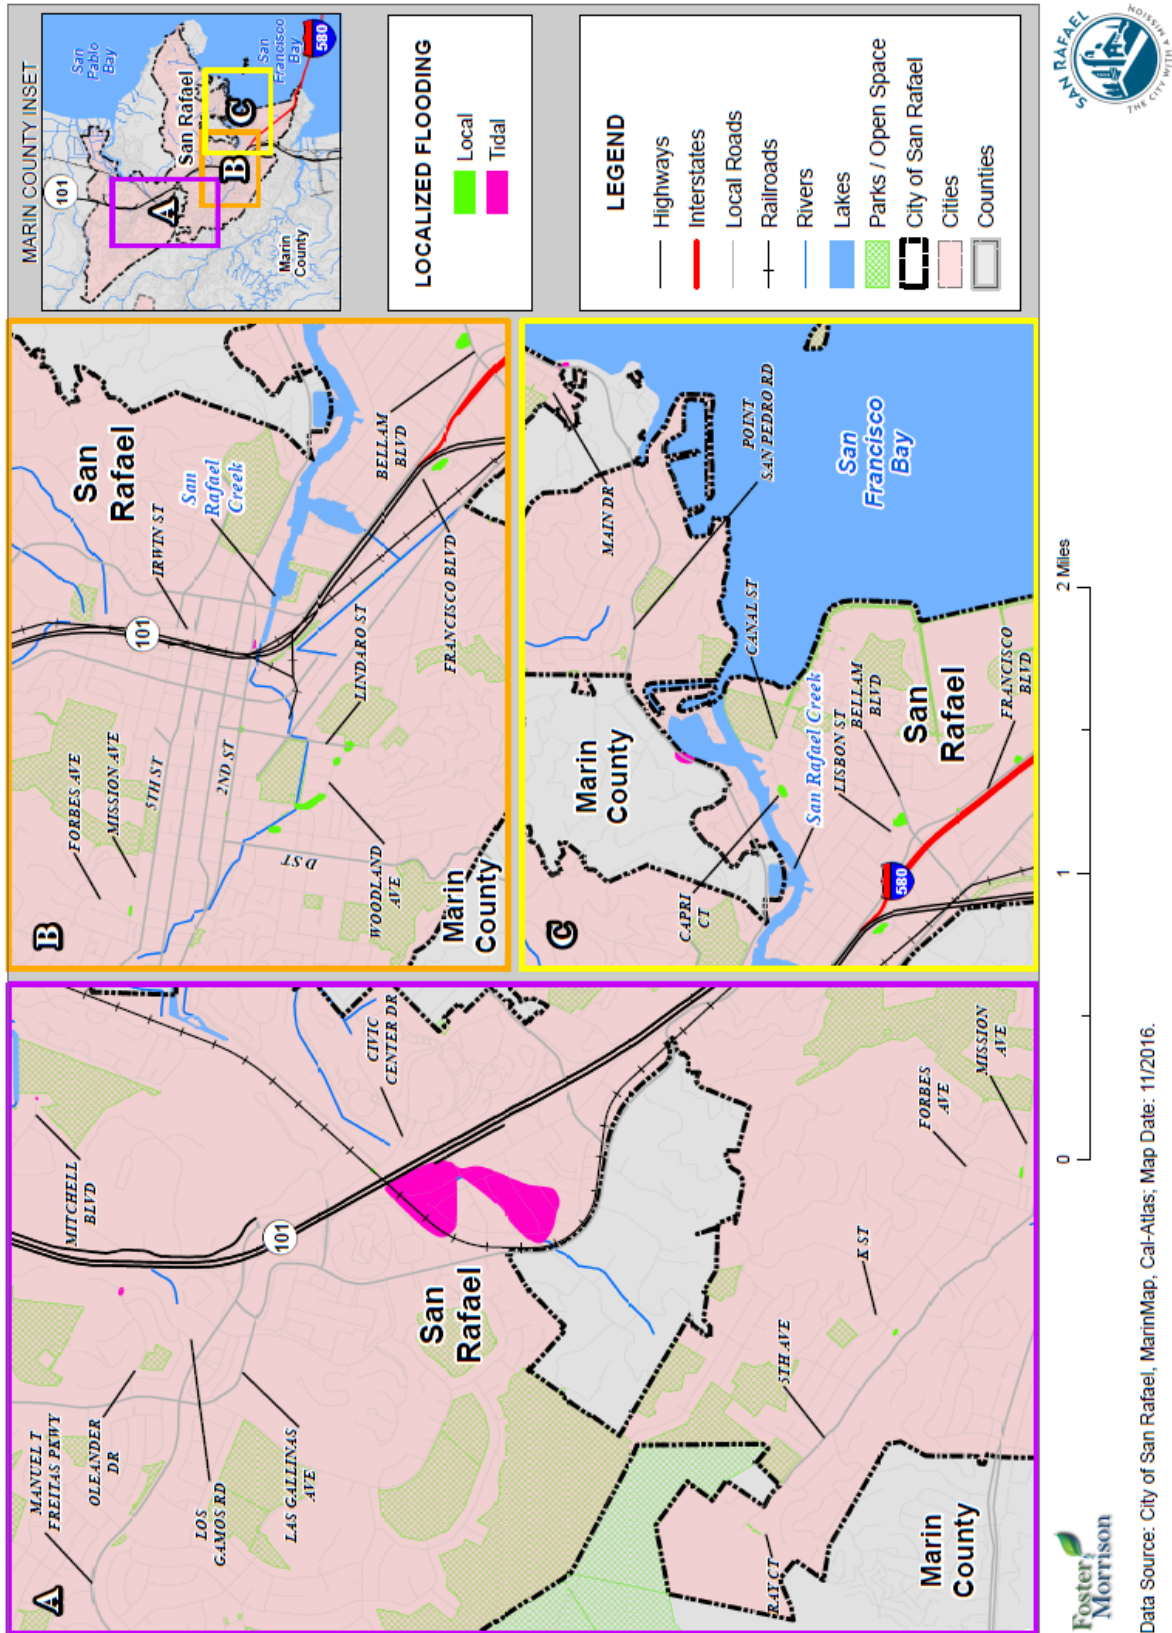 MARIN COUNTY INSET
San
Pablo
Bay
101
San Rafael
San
Francisco
Bay
580
A
B
C
Marin
County
LOCALIZED FLOODING
Local
Tidal
LEGEND
Highways
Interstates
Local Roads
Railroads
Rivers
Lakes
Parks / Open Space
City of San Rafael
Cities
Counties
A
MANUEL T
FREITAS PKWY
MITCHELL
BLVD
OLEANDER
DR
LOS
GAMOS RD
LAS GALLINAS
AVE
101
CIVIC
CENTER DR
San
Rafael
5TH AVE
K ST
FORBES
AVE
MISSION
AVE
RAY CT
Marin
County
B
FORBES AVE
MISSION AVE
5TH ST
2ND ST
D ST
101
IRWIN ST
San
Rafael
San
Rafael
Creek
BELLAM
BLVD
FRANCISCO BLVD
LINDARO ST
WOODLAND
AVE
Marin
County
C
Marin
County
MAIN DR
POINT
SAN PEDRO RD
San
Francisco
Bay
CANAL ST
CAPRI
CT
San Rafael Creek
LISBON ST
BELLAM
BLVD
San
Rafael
FRANCISCO
BLVD
580
0
1
2 Miles
Foster
Morrison
Data Source: City of San Rafael, MarinMap, Cal-Atlas; Map Date: 11/2016.
SAN RAFAEL
THE CITY WITH A MISSION